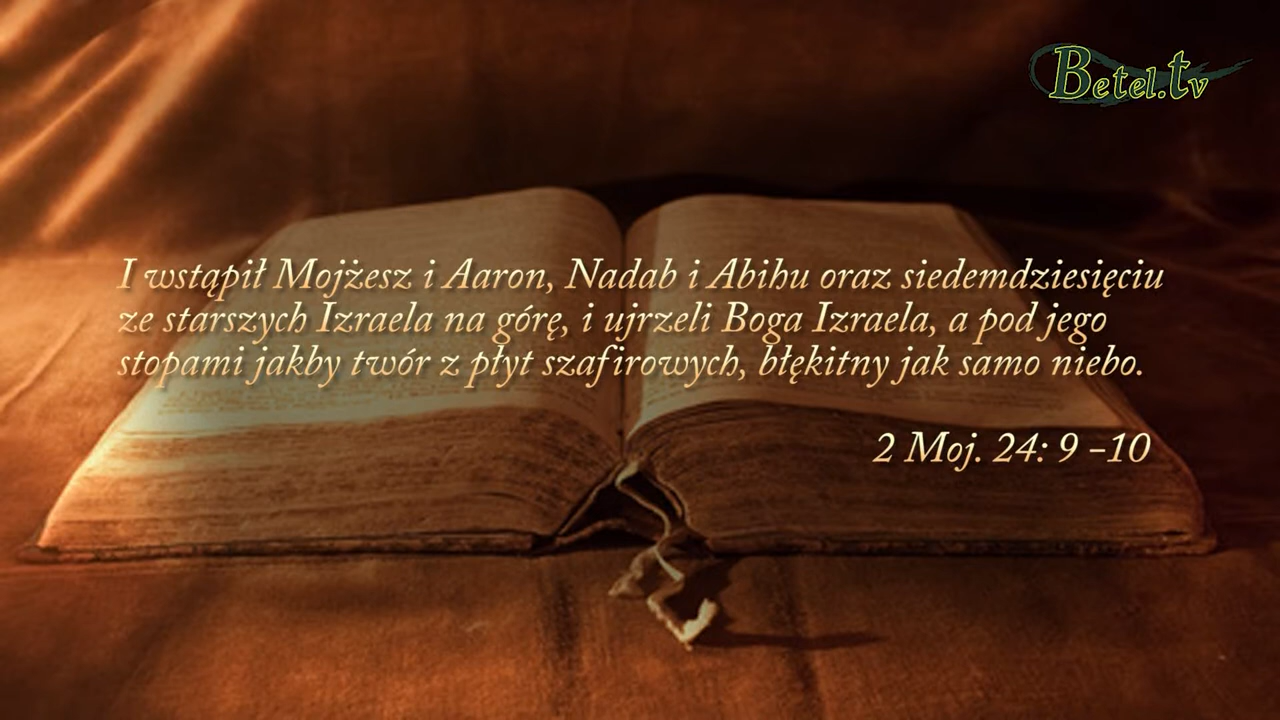 Betel.tv
I wstąpił Mojżesz i Aaron, Nadab i Abihu oraz siedemdziesięciu
ze starszych Izraela na górę, i ujrzeli Boga Izraela, a pod jego
stopami jakby twór z płyt szafirowych, błękitny jak samo niebo.
2 Moj. 24: 9 -10